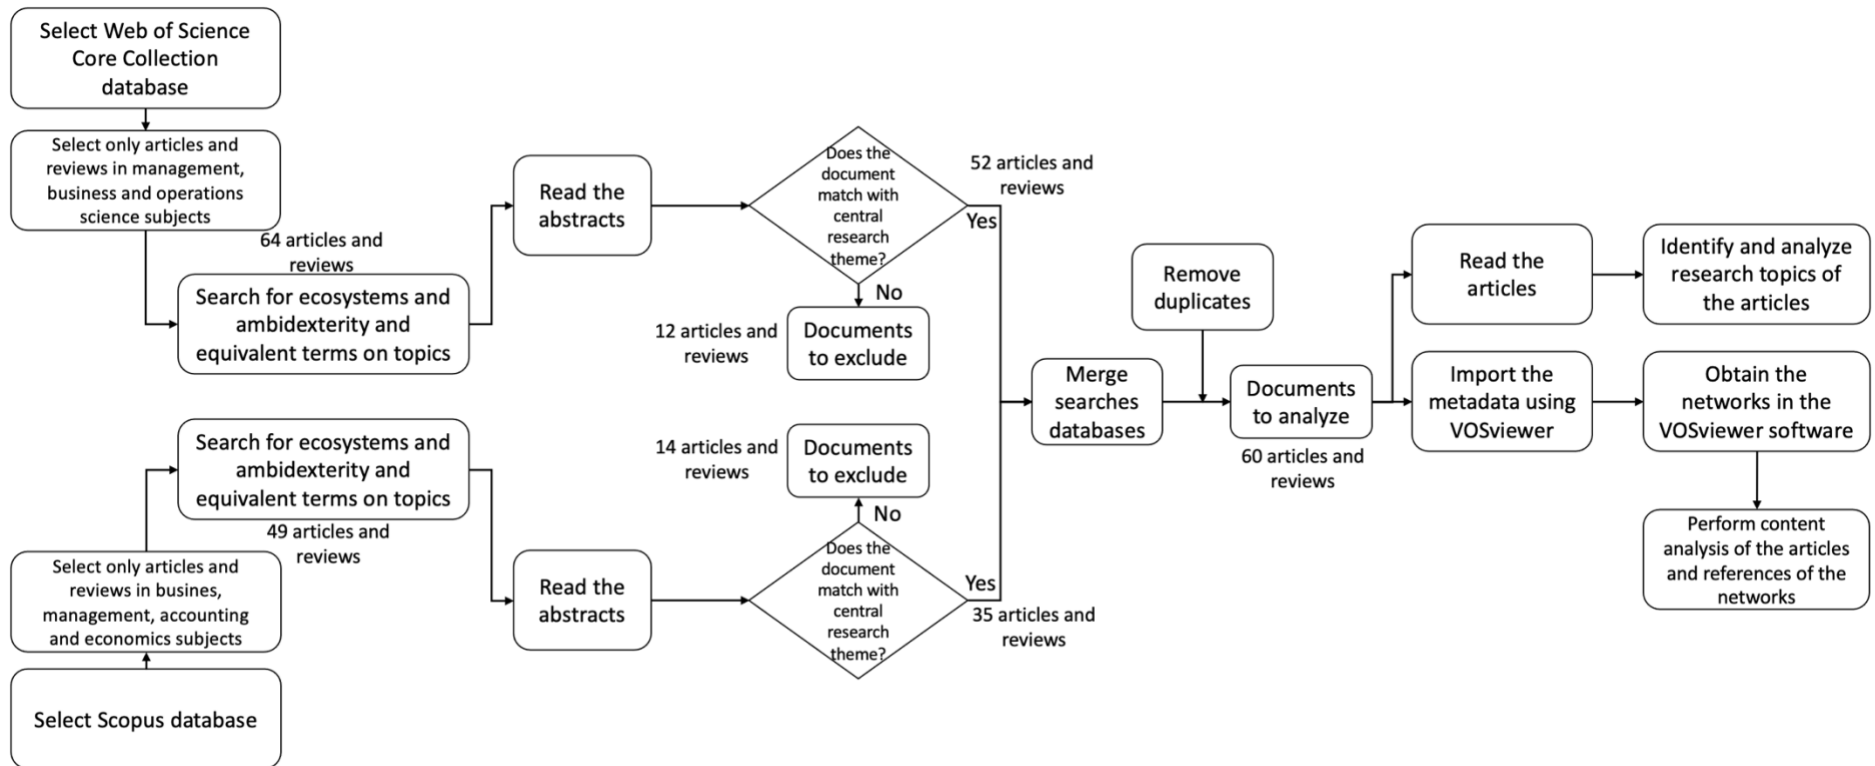 Select Web of Science
Core Collection
database
Select only articles and
reviews in management,
business and operations
science subjects
64 articles and
reviews
Search for ecosystems and
ambidexterity and
equivalent terms on topics
Read the
abstracts
Does the
document
match with
central
research
theme?
52 articles and
reviews
Yes
No
12 articles and
reviews
Documents
to exclude
Search for ecosystems and
ambidexterity and
equivalent terms on topics
49 articles and
reviews
Select only articles and
reviews in busines,
management, accounting
and economics subjects
Select Scopus database
Read the
abstracts
14 articles and
reviews
Documents
to exclude
No
Does the
document
match with
central
research
theme?
Yes
35 articles and
reviews
Merge
searches
databases
Remove
duplicates
Documents
to analyze
60 articles and
reviews
Read the
articles
Identify and analyze
research topics of
the articles
Import the
metadata using
VOSviewer
Obtain the
networks in the
VOSviewer software
Perform content
analysis of the articles
and references of the
networks